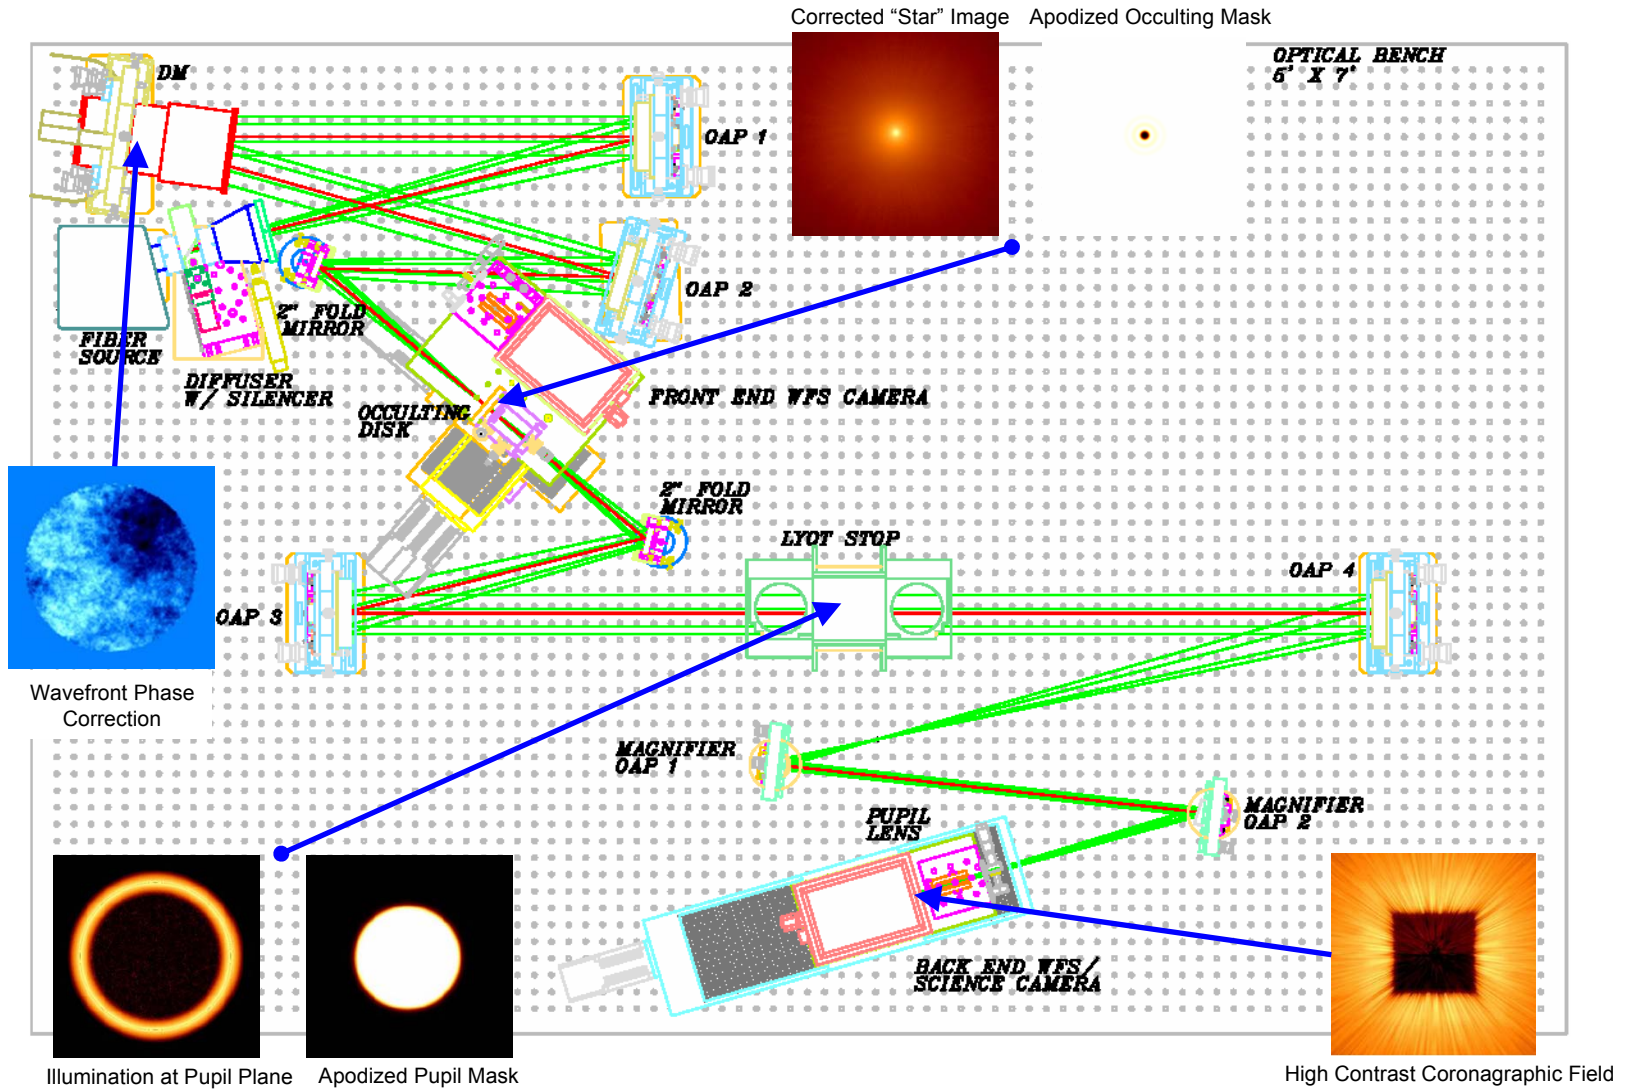 Corrected “Star” Image
Apodized Occulting Mask
OPTICAL BENCH
5' X 7'
DM
OAP 1
OAP 2
2" FOLD
MIRROR
FIBER
SOURCE
DIFFUSER
W/ SILENCER
OCCULTING
DISK
FRONT END WFS CAMERA
2" FOLD
MIRROR
LYOT STOP
OAP 4
OAP 3
Wavefront Phase
Correction
MAGNIFIER
OAP 1
MAGNIFIER
OAP 2
PUPIL
LENS
BACK END WFS/
SCIENCE CAMERA
Illumination at Pupil Plane
Apodized Pupil Mask
High Contrast Coronagraphic Field